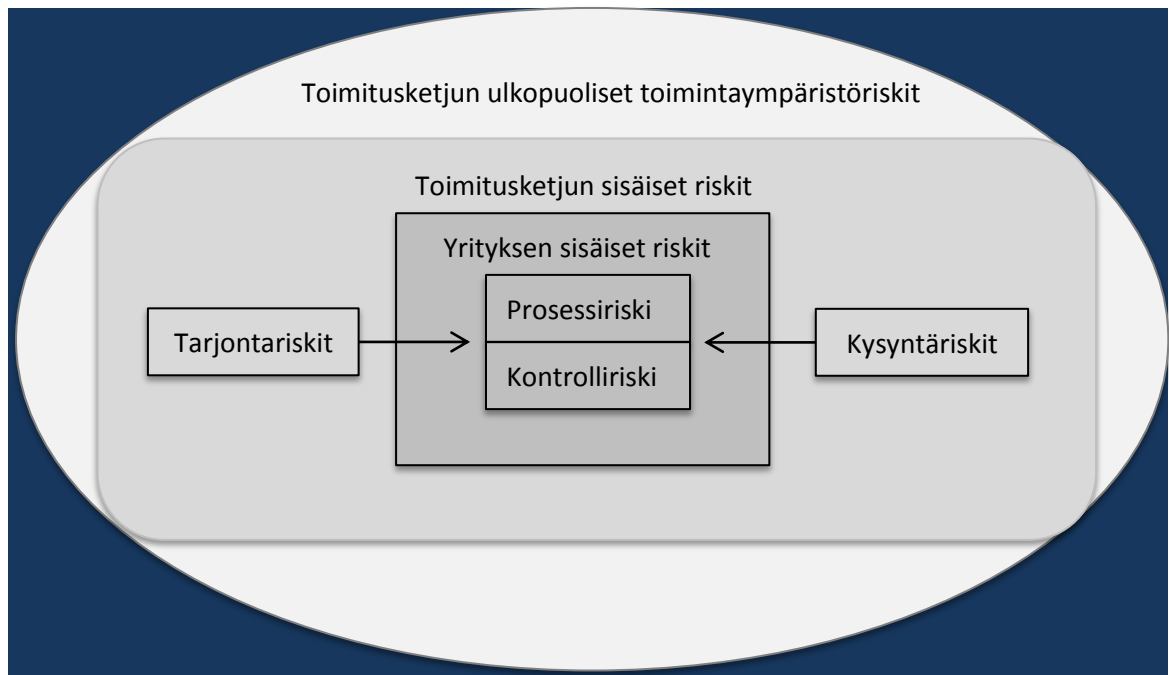 Toimitusketjun ulkopuoliset toimintaympäristöriskit
Toimitusketjun sisäiset riskit
Yrityksen sisäiset riskit
Prosessiriski
Tarjontariskit
Kysyntäriskit
Kontrolliriski